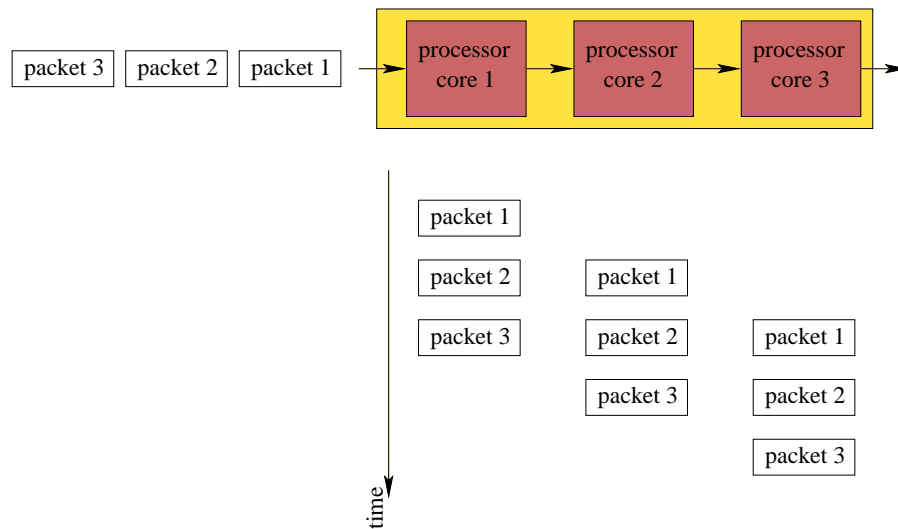 packet 3 packet 2 packet 1
processor
core 1
processor
core 2
processor
core 3
packet 1
packet 2 packet 1
packet 3 packet 2 packet 1
packet 3 packet 2
packet 3
time